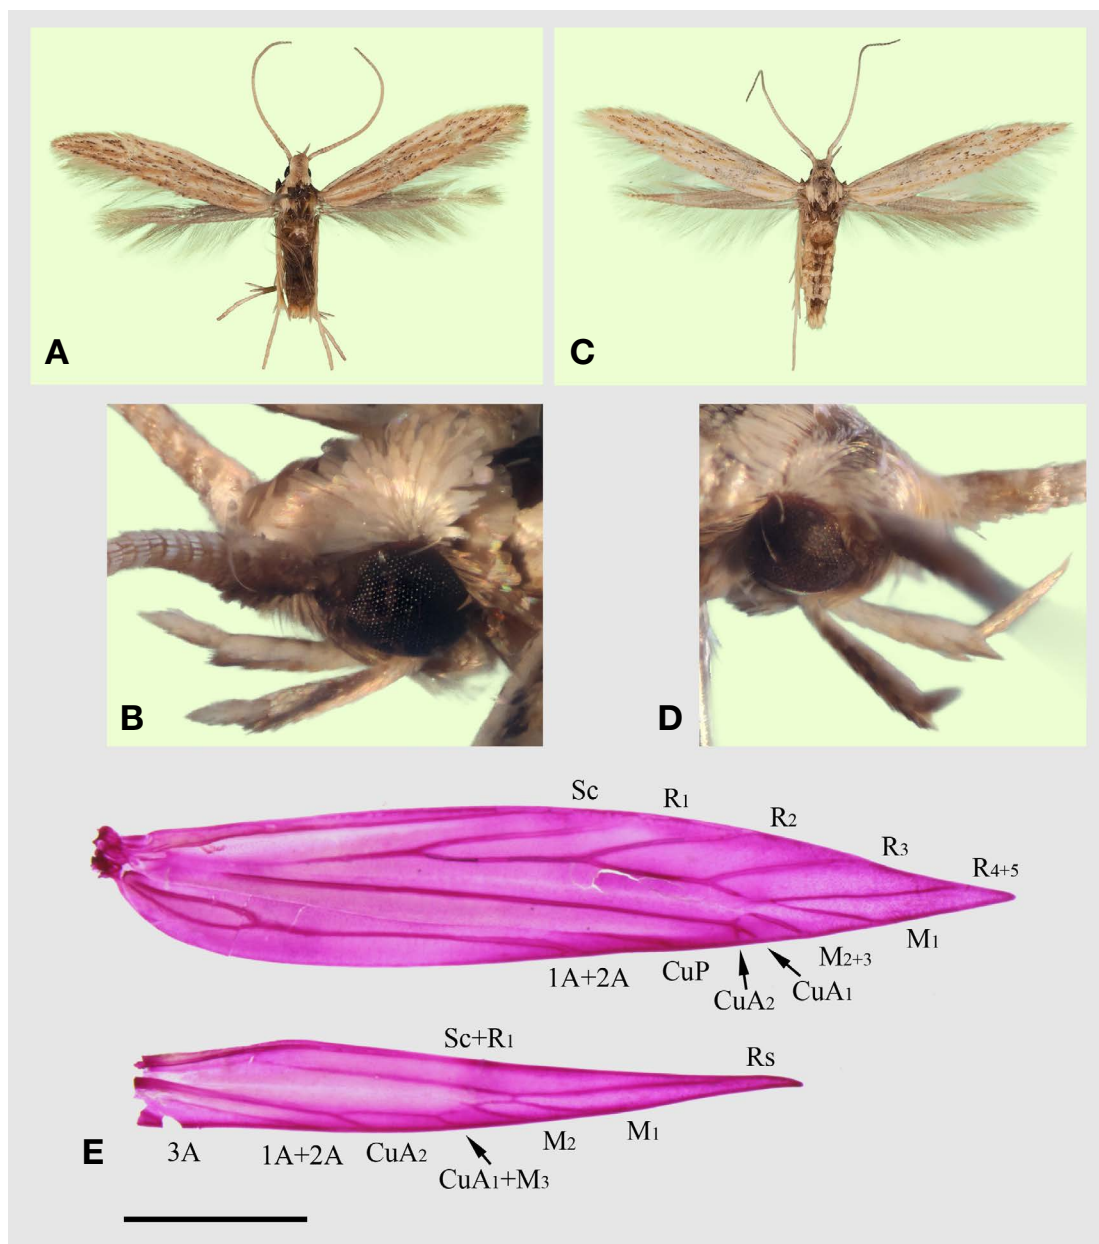 A
C
B
D
Sc
R1
R2
R3
R4+5
M1
M2+3
CuA1
CuA2
CuP
1A+2A
Sc+R1
Rs
M1
M2
CuA1+M3
CuA2
1A+2A
3A
E